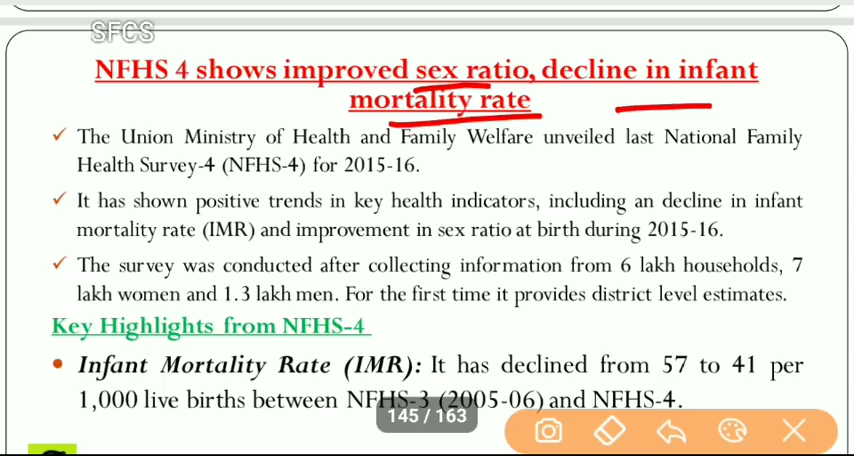 SFCS
NFHS 4 shows improved sex ratio, decline in infant
mortality rate
✓ The Union Ministry of Health and Family Welfare unveiled last National Family
Health Survey-4 (NFHS-4) for 2015-16.
✓ It has shown positive trends in key health indicators, including an decline in infant
mortality rate (IMR) and improvement in sex ratio at birth during 2015-16.
✓ The survey was conducted after collecting information from 6 lakh households, 7
lakh women and 1.3 lakh men. For the first time it provides district level estimates.
Key Highlights from NFHS-4
• Infant Mortality Rate (IMR): It has declined from 57 to 41 per
1,000 live births between NFHS-3 (2005-06) and NFHS-4.
145 / 163